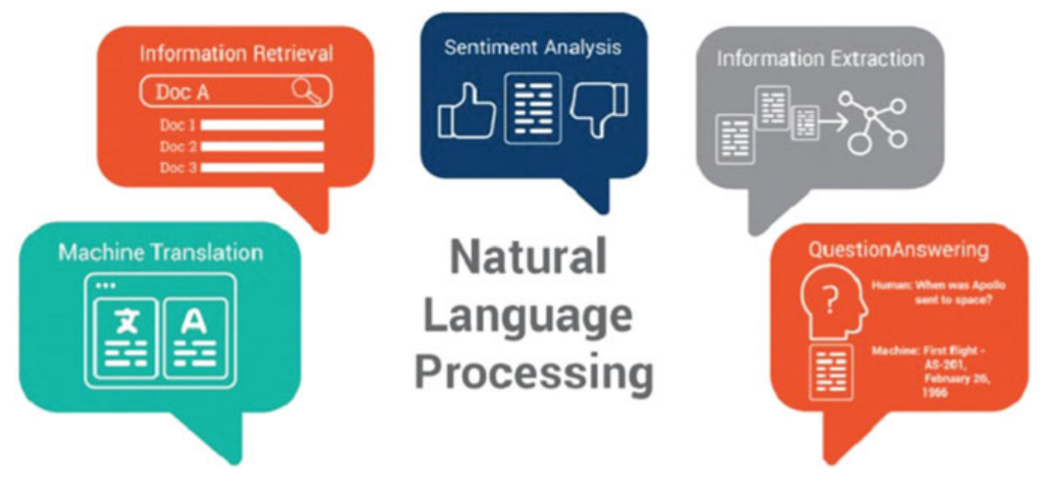 Information Retrieval
Doc A
Doc 1
Doc 2
Doc 3
Sentiment Analysis
Information Extraction
Machine Translation
文 A
Natural
Language
Processing
QuestionAnswering
?
Human: When was Apollo
sent to space?
Machine: First flight -
AS-201,
February 26,
1966